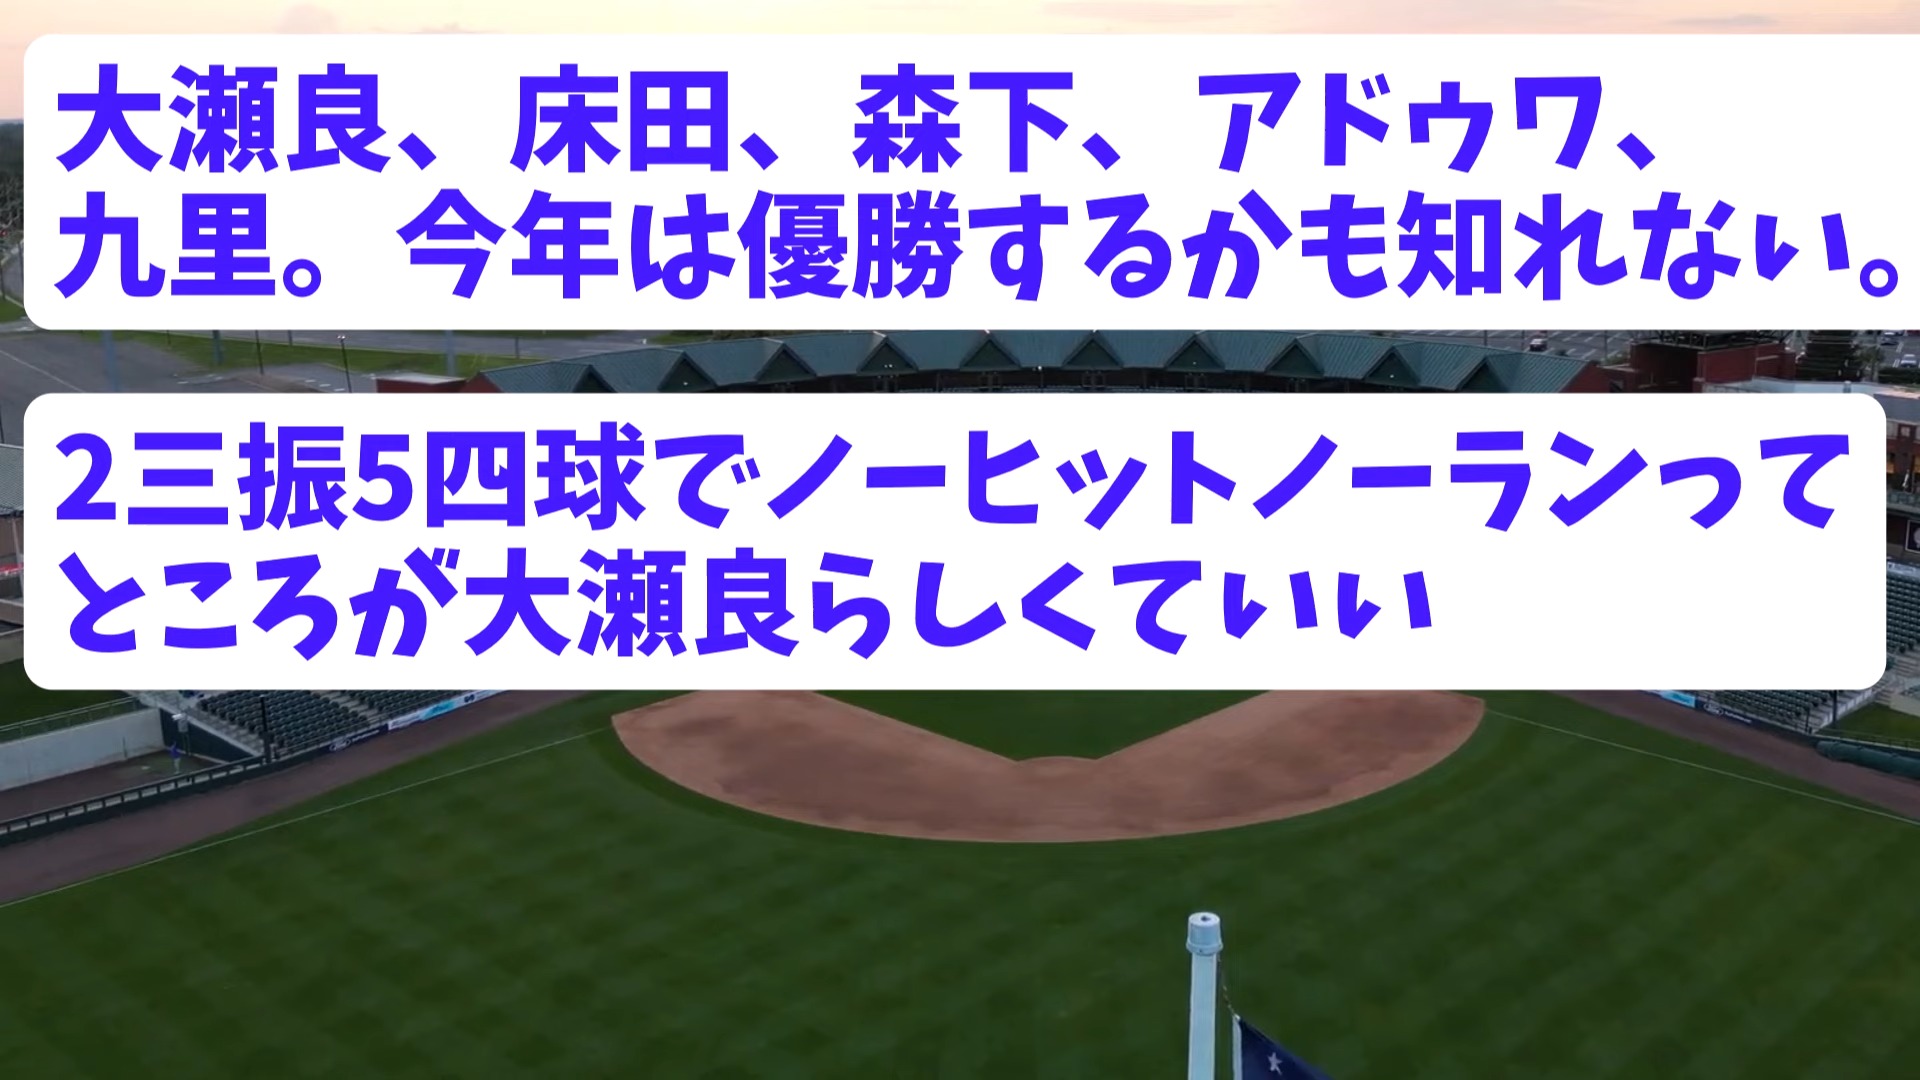 大瀬良、床田、森下、アドゥワ、
九里。今年は優勝するかも知れない。
2三振5四球でノーヒットノーランって
ところが大瀬良らしくていい